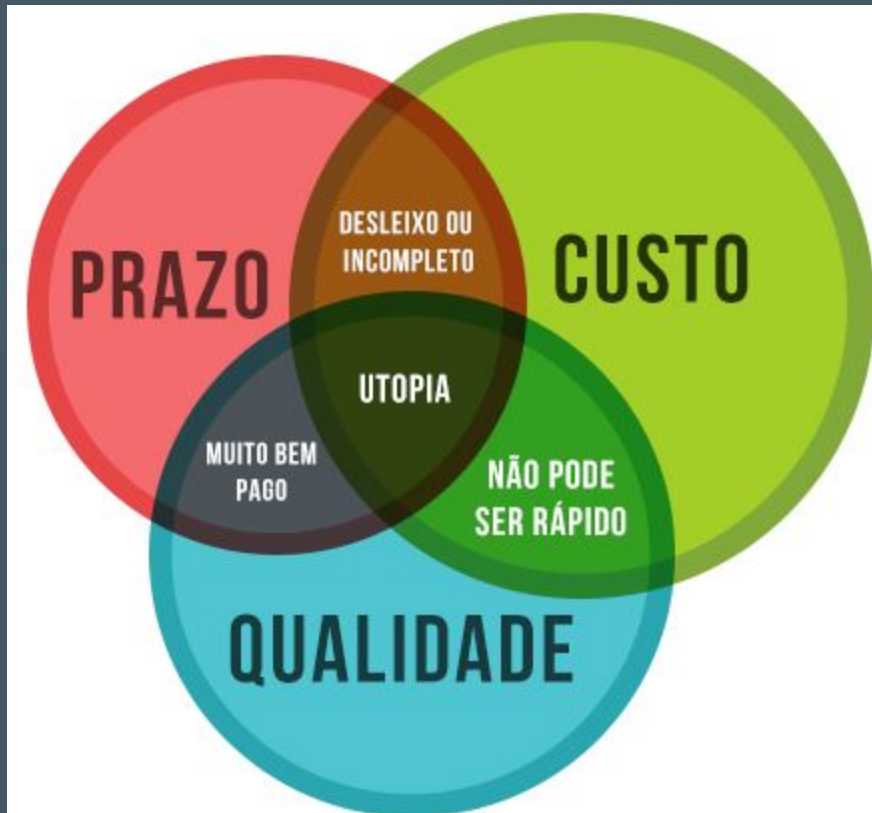 PRAZO
CUSTO
DESLEIXO OU
INCOMPLETO
UTOPIA
MUITO BEM
PAGO
NÃO PODE
SER RÁPIDO
QUALIDADE